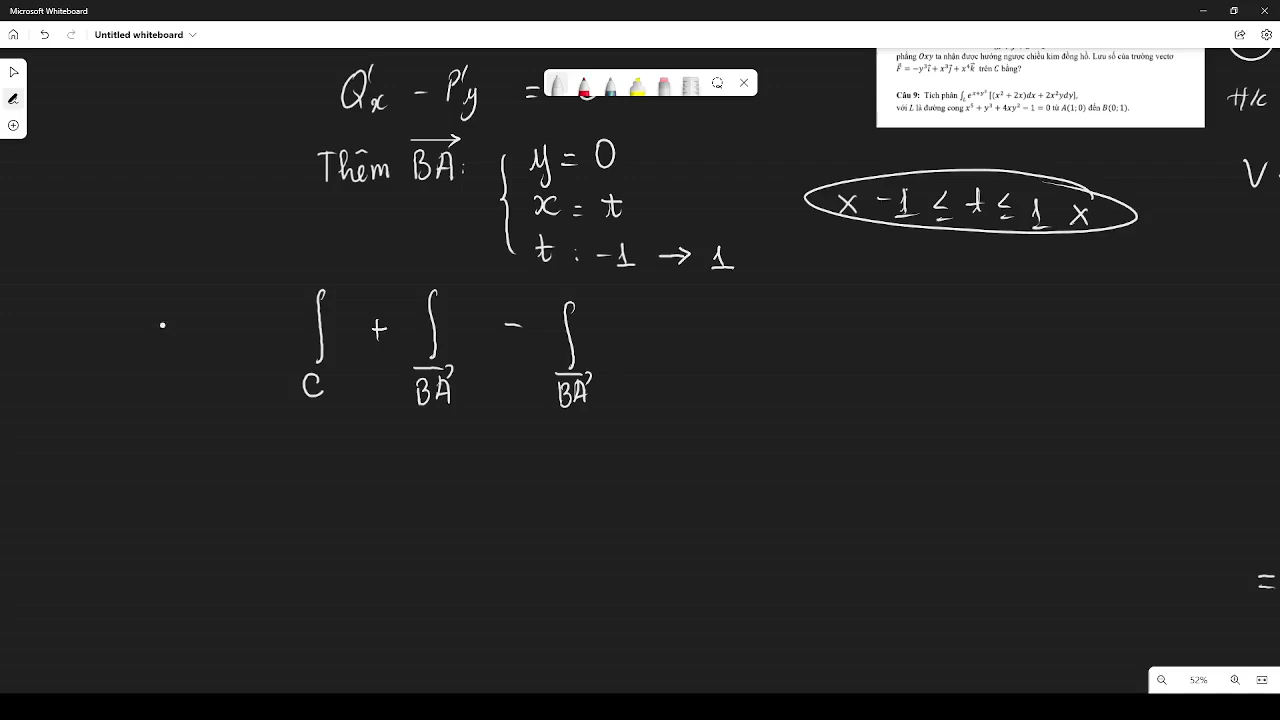 Microsoft Whiteboard
Untitled whiteboard
phẳng Oxy ta nhận được hướng ngược chiều kim đồng hồ. Lưu số của trường vectơ
F⃗ = −y³i⃗ + x³j⃗ + x⁴k⃗ trên C bằng?
Câu 9: Tích phân ∫_L e^{x+y²} [(x² + 2x)dx + 2x²ydy],
với L là đường cong x⁵ + y³ + 4xy² − 1 = 0 từ A(1; 0) đến B(0; 1).
Q'x - P'y =
H/c
Thêm BA⃗ :
y = 0
x = t
t : -1 → 1
x -1 ≤ t ≤ 1 x
V
∫ + ∫ - ∫
C BA⃗ BA⃗
=
52%